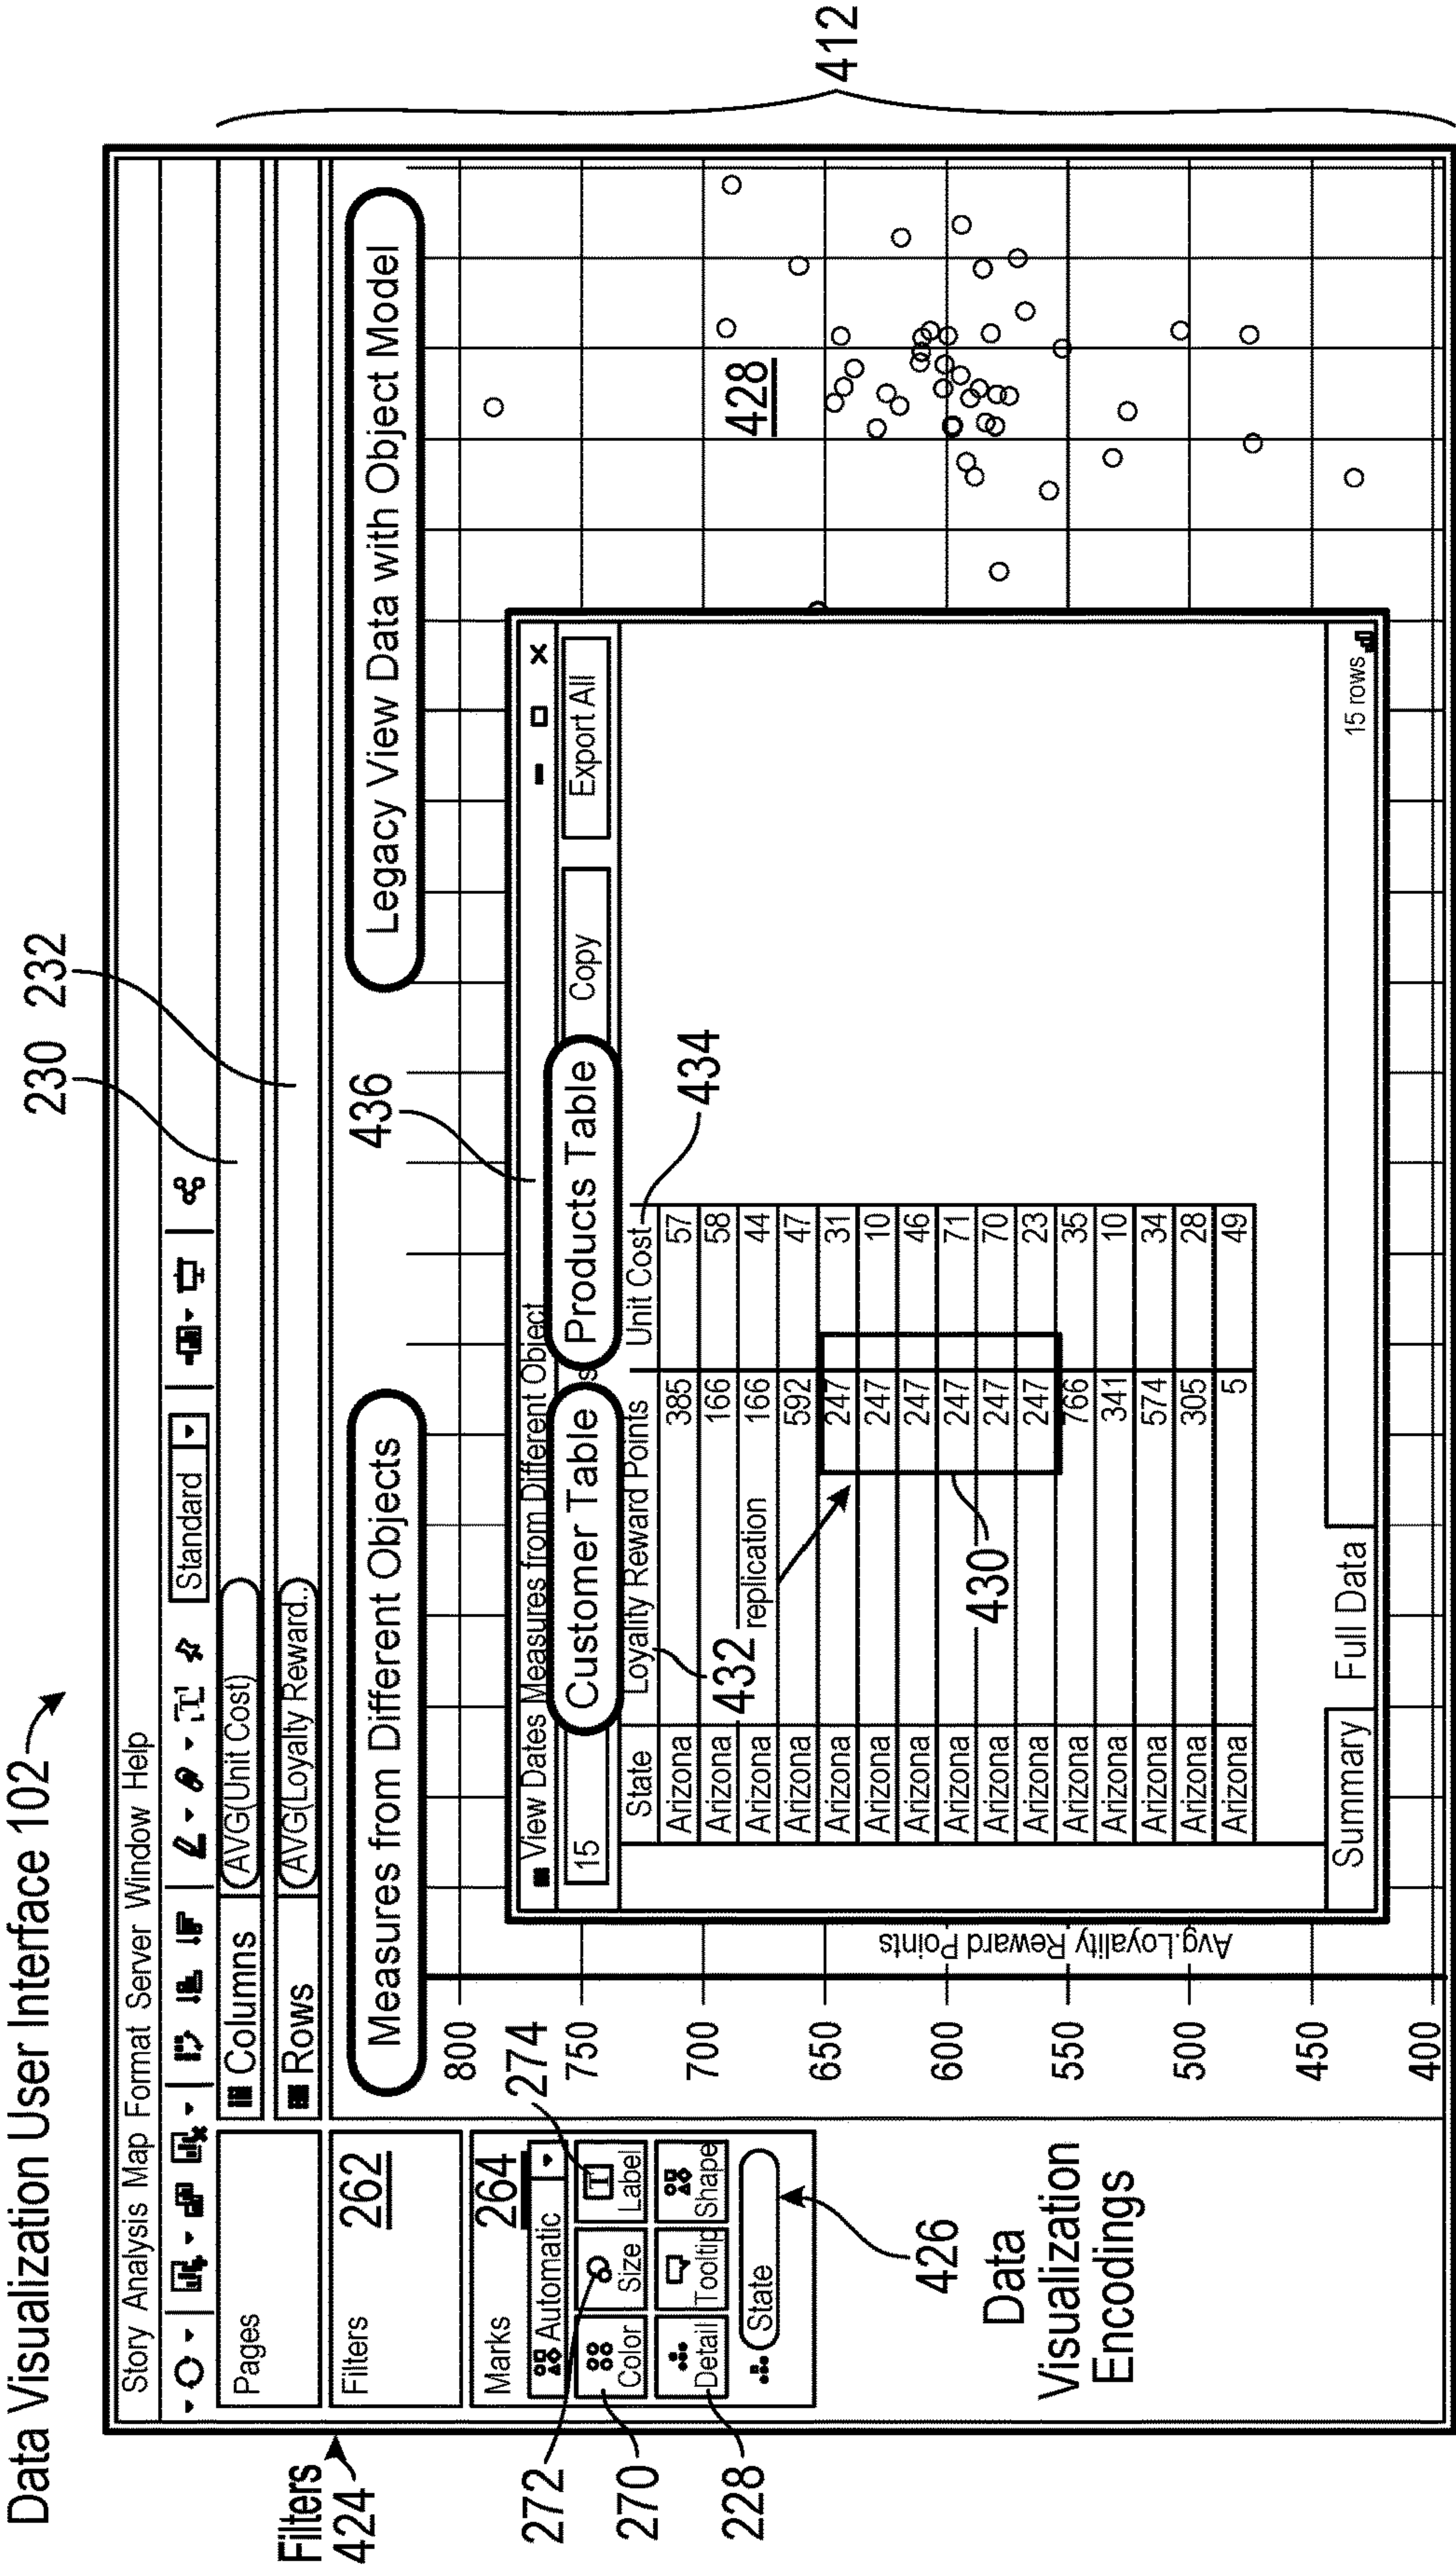 Data Visualization User Interface 102
230 232
Story Analysis Map Format Server Window Help
Standard
Pages
Columns AVG(Unit Cost)
Rows AVG(Loyalty Reward..
Filters
424
Filters
262
Measures from Different Objects
Legacy View Data with Object Model
412
436
Marks
264
Automatic
274
272
270
228
Color Size Label
Detail Tooltip Shape
State
426
Data
Visualization
Encodings
800
750
700
650
600
550
500
450
400
Avg.Loyality Reward Points
428
View Dates Measures from Different Object
15
Customer Table
s
Products Table
Copy
Export All
State Loyality Reward Points Unit Cost
434
432
Arizona 385 57
Arizona 166 58
Arizona 166 44
Arizona 592 47
Arizona 247 31
Arizona 247 10
Arizona 247 46
Arizona 247 71
Arizona 247 70
Arizona 247 23
Arizona 766 35
Arizona 341 10
Arizona 574 34
Arizona 305 28
Arizona 5 49
replication
430
Summary Full Data
15 rows